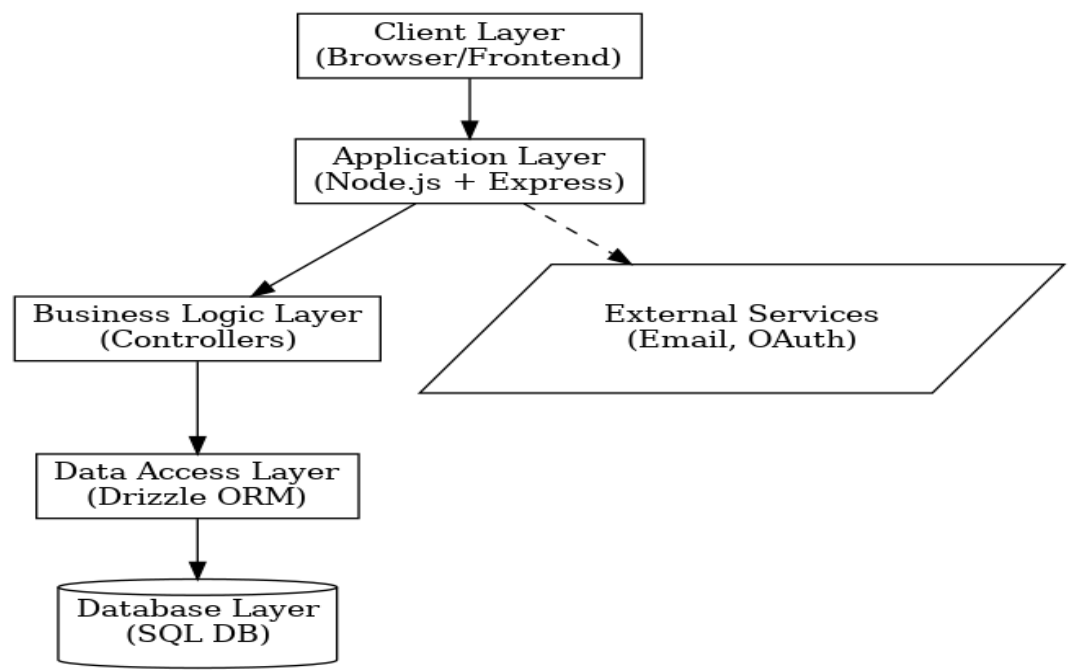 Client Layer
(Browser/Frontend)
Application Layer
(Node.js + Express)
Business Logic Layer
(Controllers)
External Services
(Email, OAuth)
Data Access Layer
(Drizzle ORM)
Database Layer
(SQL DB)